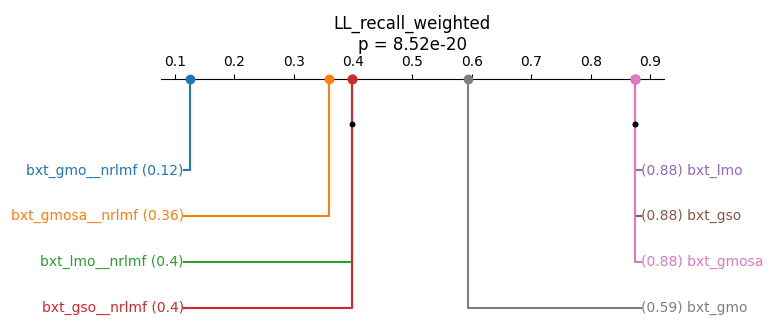 LL_recall_weighted
p = 8.52e-20
0.1 0.2 0.3 0.4 0.5 0.6 0.7 0.8 0.9
bxt_gmo__nrlmf (0.12) (0.88) bxt_lmo
bxt_gmosa__nrlmf (0.36) (0.88) bxt_gso
bxt_lmo__nrlmf (0.4) (0.88) bxt_gmosa
bxt_gso__nrlmf (0.4) (0.59) bxt_gmo